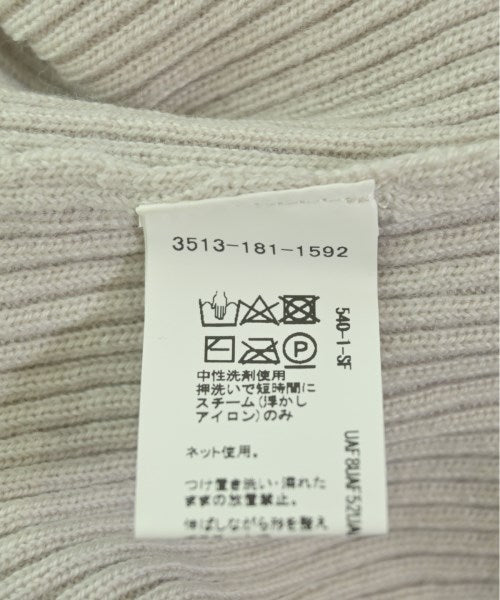 3513-181-1592
P
540-1-SF
中性洗剤使用
押洗いで短時間に
スチーム(浮かし
アイロン)のみ
ネット使用。
つけ置き洗い・濡れた
ままの放置禁止。
伸ばしながら形を整え